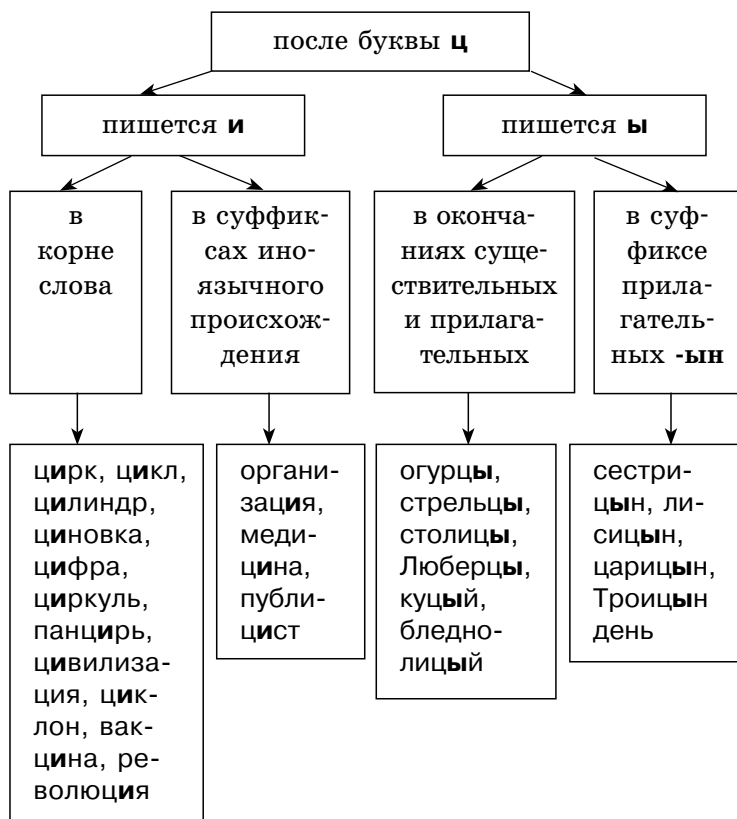 после буквы ц
пишется и
пишется ы
в
корне
слова
в суффик-
сах ино-
язычного
происхож-
дения
в оконча-
ниях суще-
ствительных
и прилага-
тельных
в суф-
фиксе
прила-
гатель-
ных -ын
цирк, цикл,
цилиндр,
циновка,
цифра,
циркуль,
панцирь,
цивилиза-
ция, цик-
лон, вак-
цина, ре-
волюция
органи-
зация,
меди-
цина,
публи-
цист
огурцы,
стрельцы,
столицы,
Люберцы,
куцый,
бледно-
лицый
сестри-
цын, ли-
сицын,
царицын,
Троицын
день